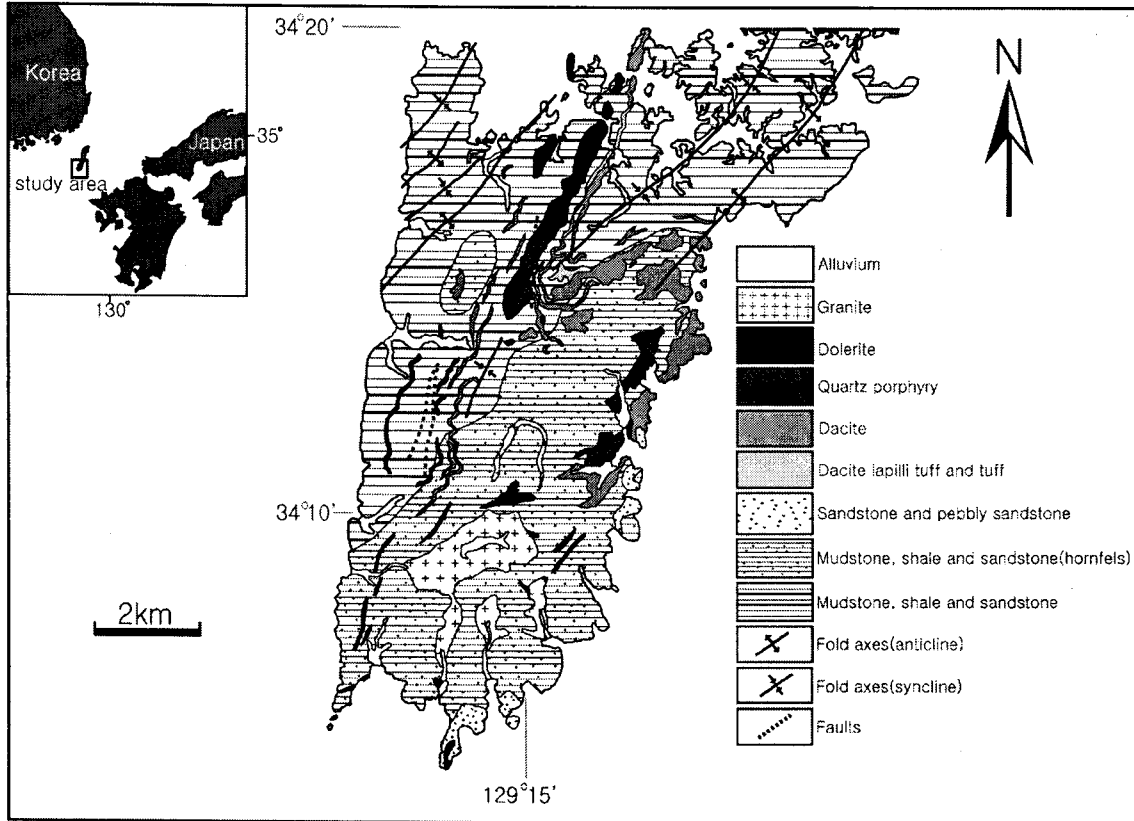 Korea
Japan
35°
study area
130°
34°20'
N
34°10'
2km
129°15'
Alluvium
Granite
Dolerite
Quartz porphyry
Dacite
Dacite lapilli tuff and tuff
Sandstone and pebbly sandstone
Mudstone, shale and sandstone(hornfels)
Mudstone, shale and sandstone
Fold axes(anticline)
Fold axes(syncline)
Faults